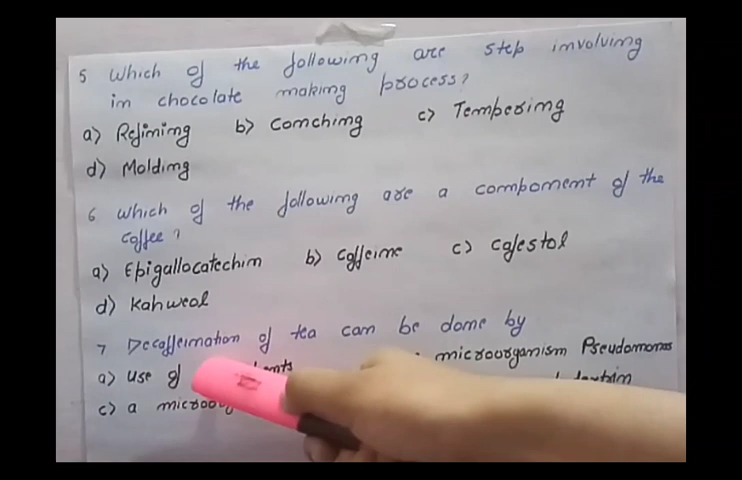 5 Which of the following are step involving
in chocolate making process?
a) Refining b) Conching c) Tempering
d) Molding
6 which of the following are a component of the
coffee?
a) Epigallocatechin b) Caffeine c) Cafestol
d) Kahweol
7 Decaffeination of tea can be done by
a) use of microorganism Pseudomonas
c) a